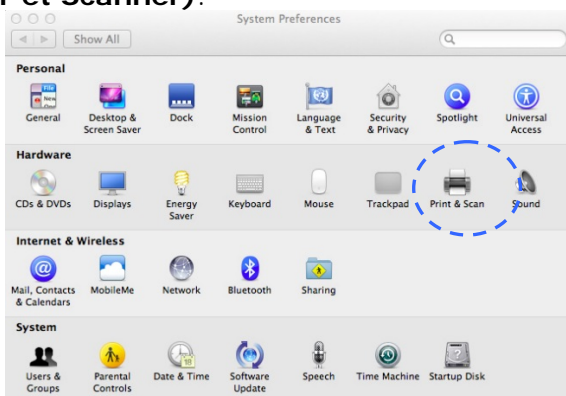 et Scanner).
System Preferences
Show All
Personal
General
Desktop & Screen Saver
Dock
Mission Control
Language & Text
Security & Privacy
Spotlight
Universal Access
Hardware
CDs & DVDs
Displays
Energy Saver
Keyboard
Mouse
Trackpad
Print & Scan
Sound
Internet & Wireless
Mail, Contacts & Calendars
MobileMe
Network
Bluetooth
Sharing
System
Users & Groups
Parental Controls
Date & Time
Software Update
Speech
Time Machine
Startup Disk